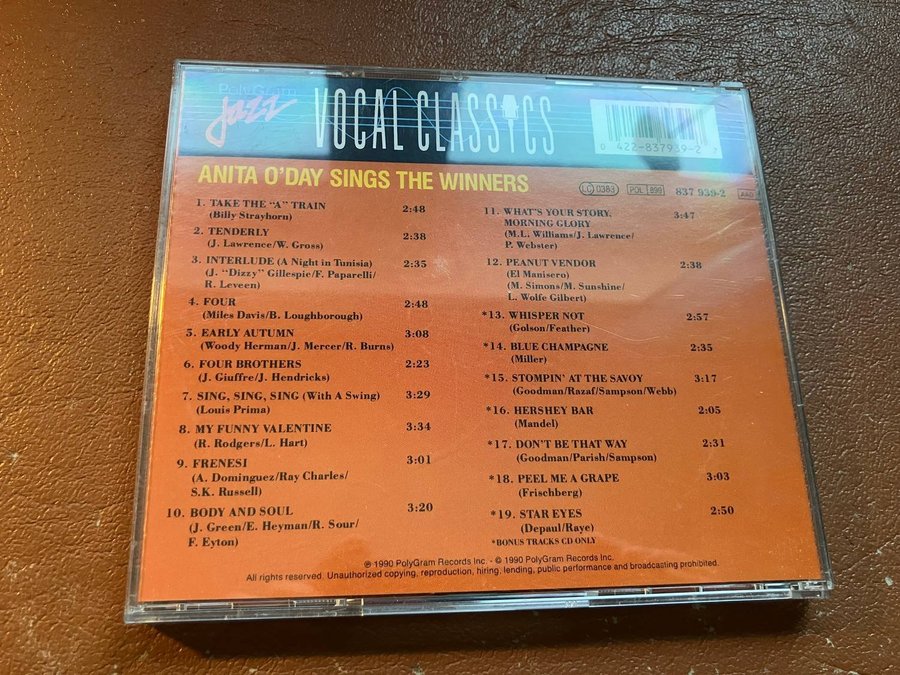 PolyGram
jazz
VOCAL CLASSICS
0 422-837939-2 7
ANITA O'DAY SINGS THE WINNERS
LC 0383
POL 899
837 939-2
1. TAKE THE "A" TRAIN 2:48
(Billy Strayhorn)
2. TENDERLY 2:38
(J. Lawrence/W. Gross)
3. INTERLUDE (A Night in Tunisia) 2:35
(J. "Dizzy" Gillespie/F. Paparelli/
R. Leveen)
4. FOUR 2:48
(Miles Davis/B. Loughborough)
5. EARLY AUTUMN 3:08
(Woody Herman/J. Mercer/R. Burns)
6. FOUR BROTHERS 2:23
(J. Giuffre/J. Hendricks)
7. SING, SING, SING (With A Swing) 3:29
(Louis Prima)
8. MY FUNNY VALENTINE 3:34
(R. Rodgers/L. Hart)
9. FRENESI 3:01
(A. Dominguez/Ray Charles/
S.K. Russell)
10. BODY AND SOUL 3:20
(J. Green/E. Heyman/R. Sour/
F. Eyton)
11. WHAT'S YOUR STORY, 3:47
MORNING GLORY
(M.L. Williams/J. Lawrence/
P. Webster)
12. PEANUT VENDOR 2:38
(El Manisero)
(M. Simons/M. Sunshine/
L. Wolfe Gilbert)
*13. WHISPER NOT 2:57
(Golson/Feather)
*14. BLUE CHAMPAGNE 2:35
(Miller)
*15. STOMPIN' AT THE SAVOY 3:17
(Goodman/Razaf/Sampson/Webb)
*16. HERSHEY BAR 2:05
(Mandel)
*17. DON'T BE THAT WAY 2:31
(Goodman/Parish/Sampson)
*18. PEEL ME A GRAPE 3:03
(Frischberg)
*19. STAR EYES 2:50
(Depaul/Raye)
*BONUS TRACKS CD ONLY
℗ 1990 PolyGram Records Inc. - © 1990 PolyGram Records Inc.
All rights reserved. Unauthorized copying, reproduction, hiring, lending, public performance and broadcasting prohibited.